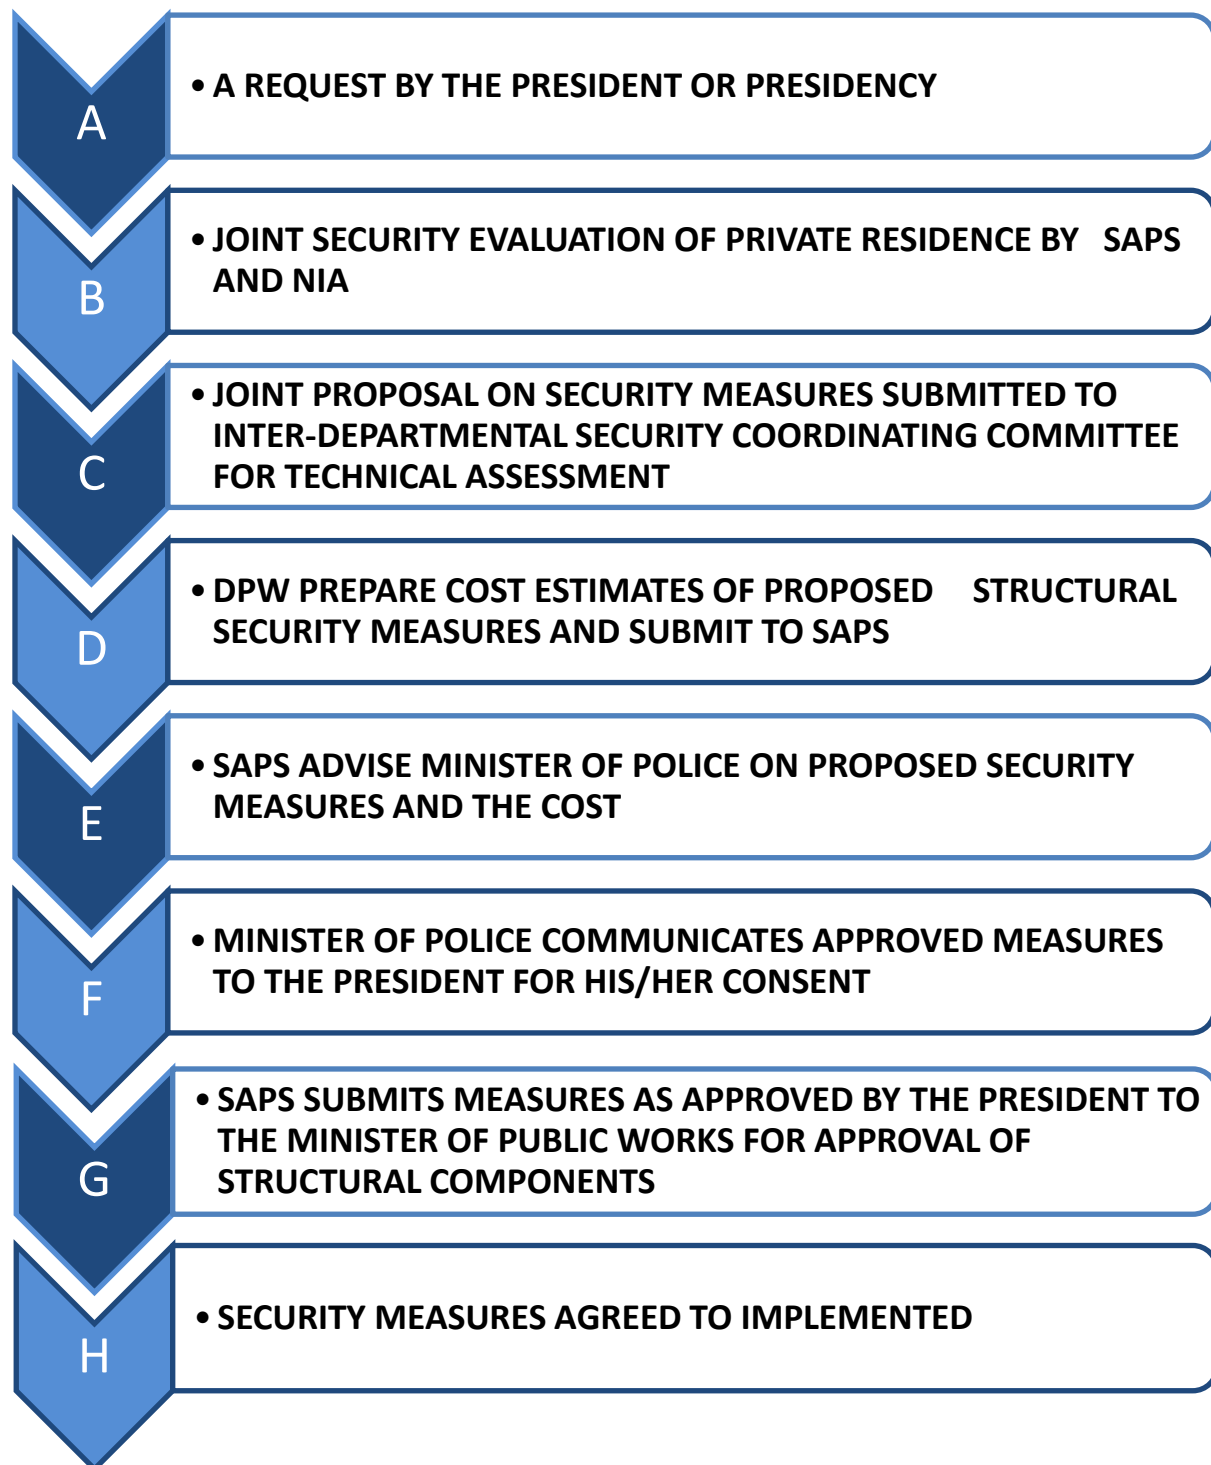 A
• A REQUEST BY THE PRESIDENT OR PRESIDENCY
B
• JOINT SECURITY EVALUATION OF PRIVATE RESIDENCE BY SAPS
AND NIA
C
• JOINT PROPOSAL ON SECURITY MEASURES SUBMITTED TO
INTER-DEPARTMENTAL SECURITY COORDINATING COMMITTEE
FOR TECHNICAL ASSESSMENT
D
• DPW PREPARE COST ESTIMATES OF PROPOSED STRUCTURAL
SECURITY MEASURES AND SUBMIT TO SAPS
E
• SAPS ADVISE MINISTER OF POLICE ON PROPOSED SECURITY
MEASURES AND THE COST
F
• MINISTER OF POLICE COMMUNICATES APPROVED MEASURES
TO THE PRESIDENT FOR HIS/HER CONSENT
G
• SAPS SUBMITS MEASURES AS APPROVED BY THE PRESIDENT TO
THE MINISTER OF PUBLIC WORKS FOR APPROVAL OF
STRUCTURAL COMPONENTS
H
• SECURITY MEASURES AGREED TO IMPLEMENTED